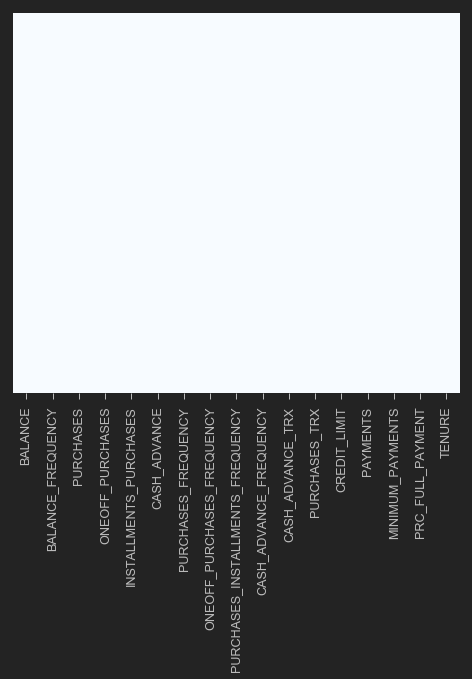 BALANCE
BALANCE_FREQUENCY
PURCHASES
ONEOFF_PURCHASES
INSTALLMENTS_PURCHASES
CASH_ADVANCE
PURCHASES_FREQUENCY
ONEOFF_PURCHASES_FREQUENCY
PURCHASES_INSTALLMENTS_FREQUENCY
CASH_ADVANCE_FREQUENCY
CASH_ADVANCE_TRX
PURCHASES_TRX
CREDIT_LIMIT
PAYMENTS
MINIMUM_PAYMENTS
PRC_FULL_PAYMENT
TENURE